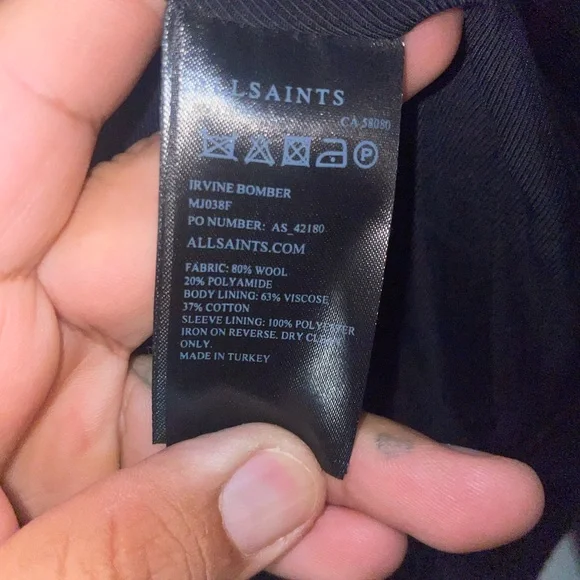 ALLSAINTS
CA 58080
P
IRVINE BOMBER
MJ038F
PO NUMBER: AS_42180
ALLSAINTS.COM
FABRIC: 80% WOOL
20% POLYAMIDE
BODY LINING: 63% VISCOSE
37% COTTON
SLEEVE LINING: 100% POLYESTER
IRON ON REVERSE. DRY CLEAN
ONLY.
MADE IN TURKEY